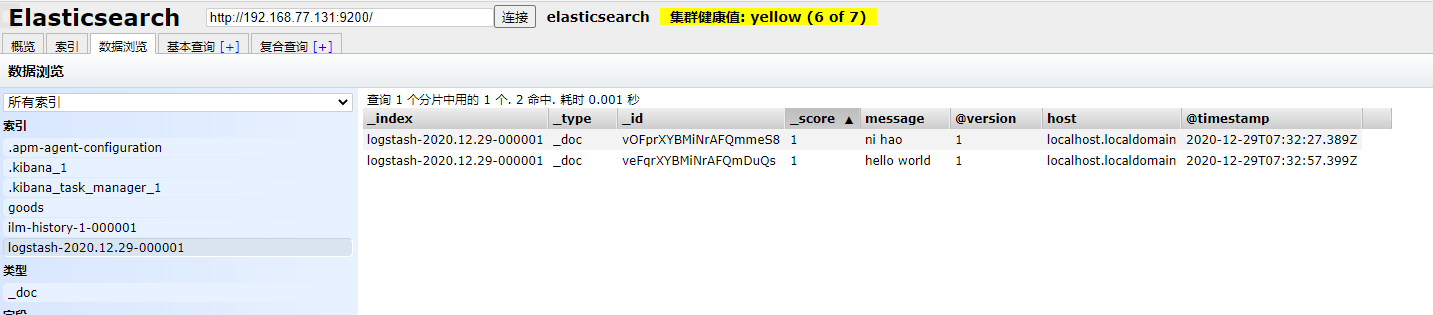 Elasticsearch http://192.168.77.131:9200/ 连接 elasticsearch 集群健康值: yellow (6 of 7)
概览 索引 数据浏览 基本查询 [+] 复合查询 [+]
数据浏览
所有索引
索引
.apm-agent-configuration
.kibana_1
.kibana_task_manager_1
goods
ilm-history-1-000001
logstash-2020.12.29-000001
类型
_doc
字段
查询 1 个分片中用的 1 个. 2 命中. 耗时 0.001 秒
_index _type _id _score ▲ message @version host @timestamp
logstash-2020.12.29-000001 _doc vOFprXYBMiNrAFQmmeS8 1 ni hao 1 localhost.localdomain 2020-12-29T07:32:27.389Z
logstash-2020.12.29-000001 _doc veFqrXYBMiNrAFQmDuQs 1 hello world 1 localhost.localdomain 2020-12-29T07:32:57.399Z